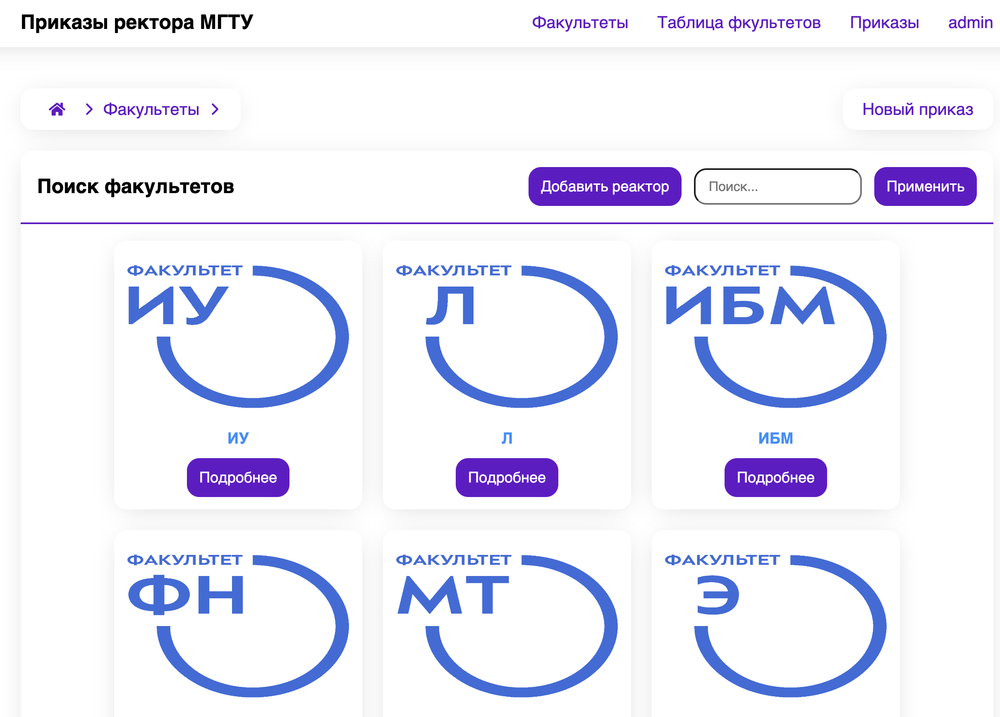 Приказы ректора МГТУ
Факультеты Таблица фкультетов Приказы admin
Факультеты
Новый приказ
Поиск факультетов
Добавить реактор Поиск... Применить
ФАКУЛЬТЕТ
ИУ
ИУ
Подробнее
ФАКУЛЬТЕТ
Л
Л
Подробнее
ФАКУЛЬТЕТ
ИБМ
ИБМ
Подробнее
ФАКУЛЬТЕТ
ФН
ФАКУЛЬТЕТ
МТ
ФАКУЛЬТЕТ
Э